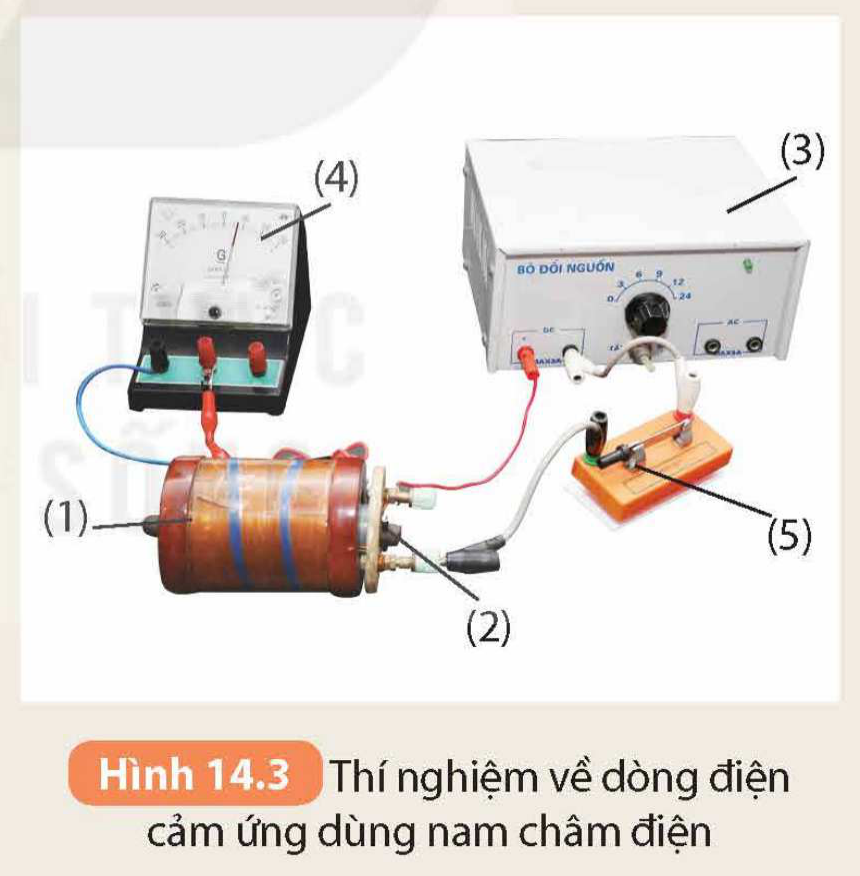 (3)
(4)
G
BỘ DỔI NGUỒN
0 3 6 9 12 24
DC
AC
(1)
(5)
(2)
Hình 14.3 Thí nghiệm về dòng điện
cảm ứng dùng nam châm điện